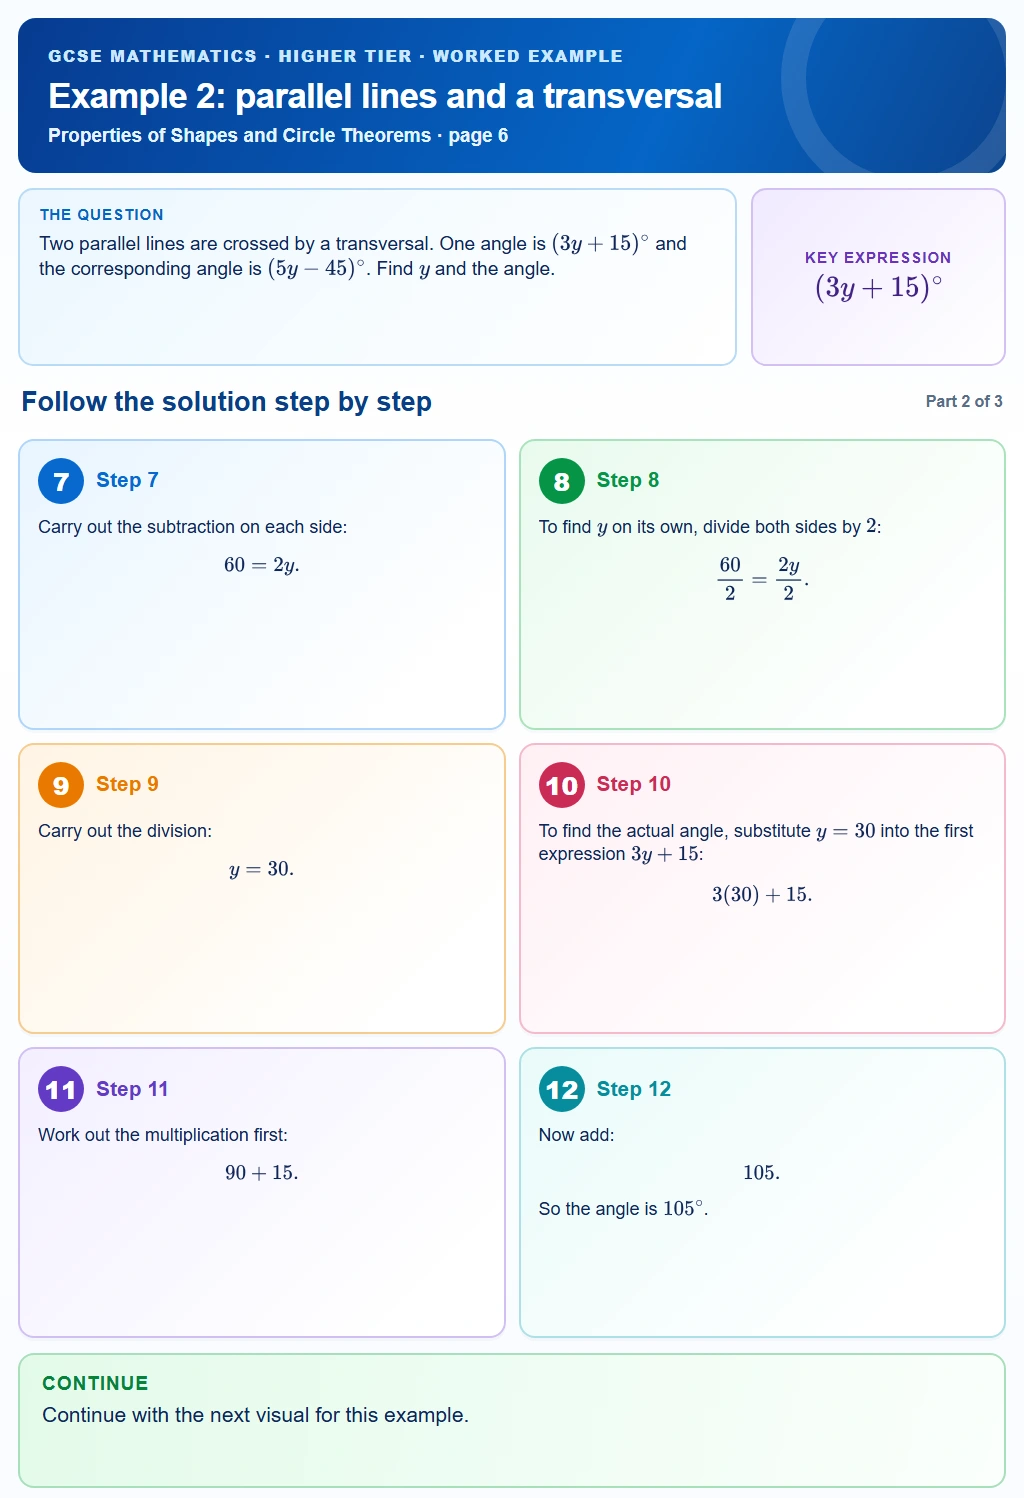 GCSE MATHEMATICS · HIGHER TIER · WORKED EXAMPLE
Example 2: parallel lines and a transversal
Properties of Shapes and Circle Theorems · page 6
THE QUESTION
Two parallel lines are crossed by a transversal. One angle is (3y + 15)° and
the corresponding angle is (5y − 45)°. Find y and the angle.
KEY EXPRESSION
(3y + 15)°
Follow the solution step by step
Part 2 of 3
7 Step 7
Carry out the subtraction on each side:
60 = 2y.
8 Step 8
To find y on its own, divide both sides by 2:
60/2 = 2y/2.
9 Step 9
Carry out the division:
y = 30.
10 Step 10
To find the actual angle, substitute y = 30 into the first
expression 3y + 15:
3(30) + 15.
11 Step 11
Work out the multiplication first:
90 + 15.
12 Step 12
Now add:
105.
So the angle is 105°.
CONTINUE
Continue with the next visual for this example.